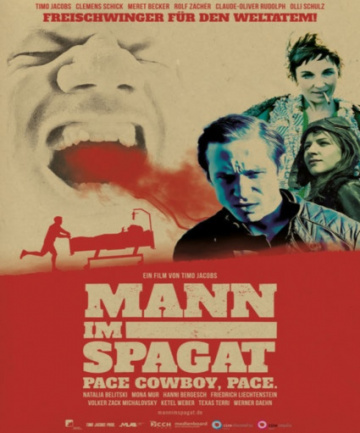 TIMO JACOBS CLEMENS SCHICK MERET BECKER ROLF ZACHER CLAUDE-OLIVER RUDOLPH OLLI SCHULZ
FREISCHWINGER FÜR DEN WELTATEM!
EIN FILM VON TIMO JACOBS
MANN
IM
SPAGAT
PACE COWBOY, PACE.
NATALIA BELITSKI MONA MUR HANNI BERGESCH FRIEDRICH LIECHTENSTEIN
VOLKER ZACK MICHALOWSKI KETEL WEBER TEXAS TERRI WERNER DAEHN
mannimspagat.de
medienboard